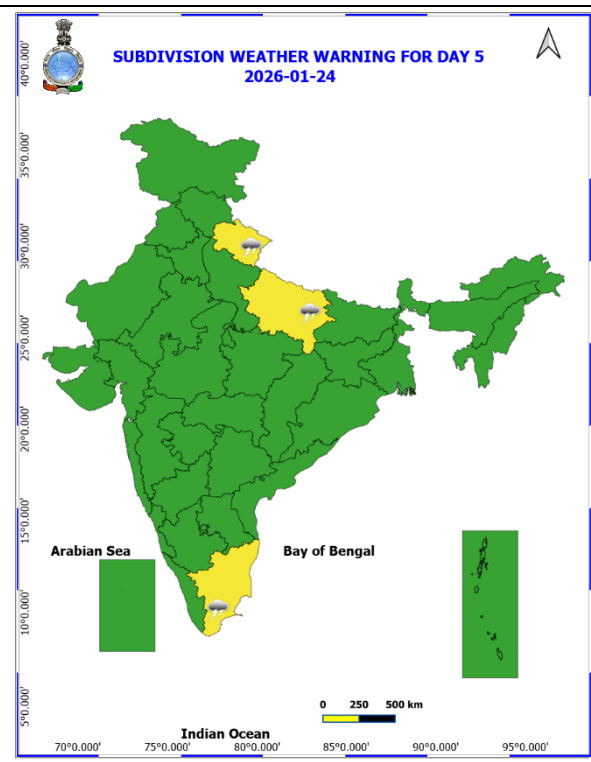 SUBDIVISION WEATHER WARNING FOR DAY 5
2026-01-24
40°0.000'
35°0.000'
30°0.000'
25°0.000'
20°0.000'
15°0.000'
10°0.000'
5°0.000'
Arabian Sea
Bay of Bengal
0 250 500 km
Indian Ocean
70°0.000' 75°0.000' 80°0.000' 85°0.000' 90°0.000' 95°0.000'